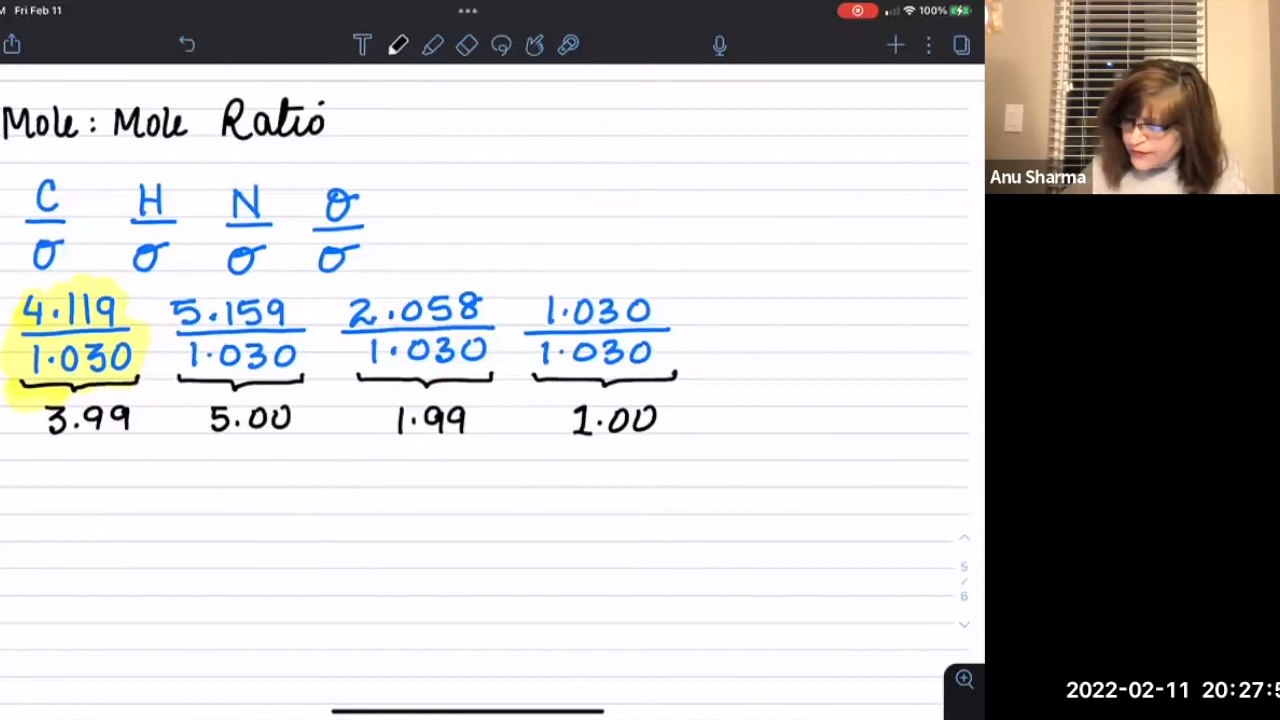 Fri Feb 11
100%
Mole : Mole Ratio
C H N O
O O O O
4.119 5.159 2.058 1.030
1.030 1.030 1.030 1.030
3.99 5.00 1.99 1.00
5
/
6
Anu Sharma
2022-02-11 20:27:5